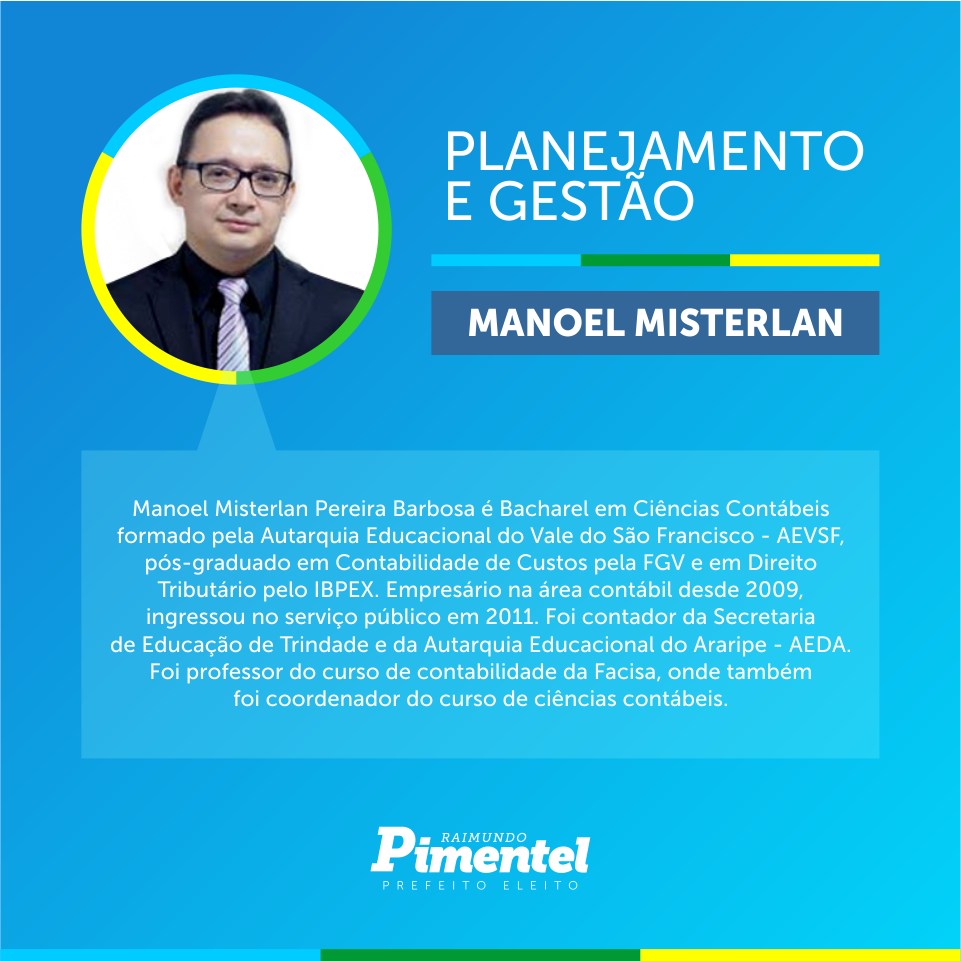 PLANEJAMENTO
E GESTÃO
MANOEL MISTERLAN
Manoel Misterlan Pereira Barbosa é Bacharel em Ciências Contábeis
formado pela Autarquia Educacional do Vale do São Francisco - AEVSF,
pós-graduado em Contabilidade de Custos pela FGV e em Direito
Tributário pelo IBPEX. Empresário na área contábil desde 2009,
ingressou no serviço público em 2011. Foi contador da Secretaria
de Educação de Trindade e da Autarquia Educacional do Araripe - AEDA.
Foi professor do curso de contabilidade da Facisa, onde também
foi coordenador do curso de ciências contábeis.
RAIMUNDO
Pimentel
PREFEITO ELEITO